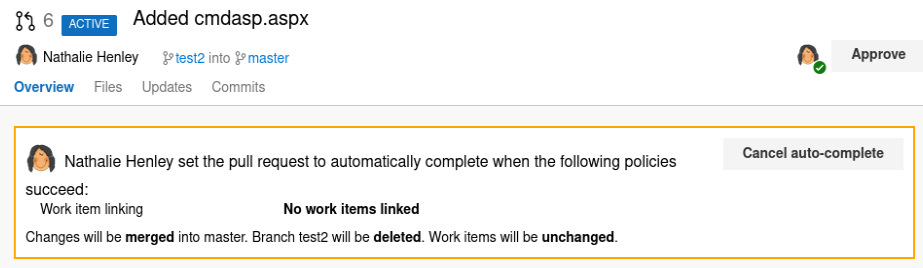 6 ACTIVE Added cmdasp.aspx
Nathalie Henley test2 into master Approve
Overview Files Updates Commits
Nathalie Henley set the pull request to automatically complete when the following policies Cancel auto-complete
succeed:
Work item linking No work items linked
Changes will be merged into master. Branch test2 will be deleted. Work items will be unchanged.